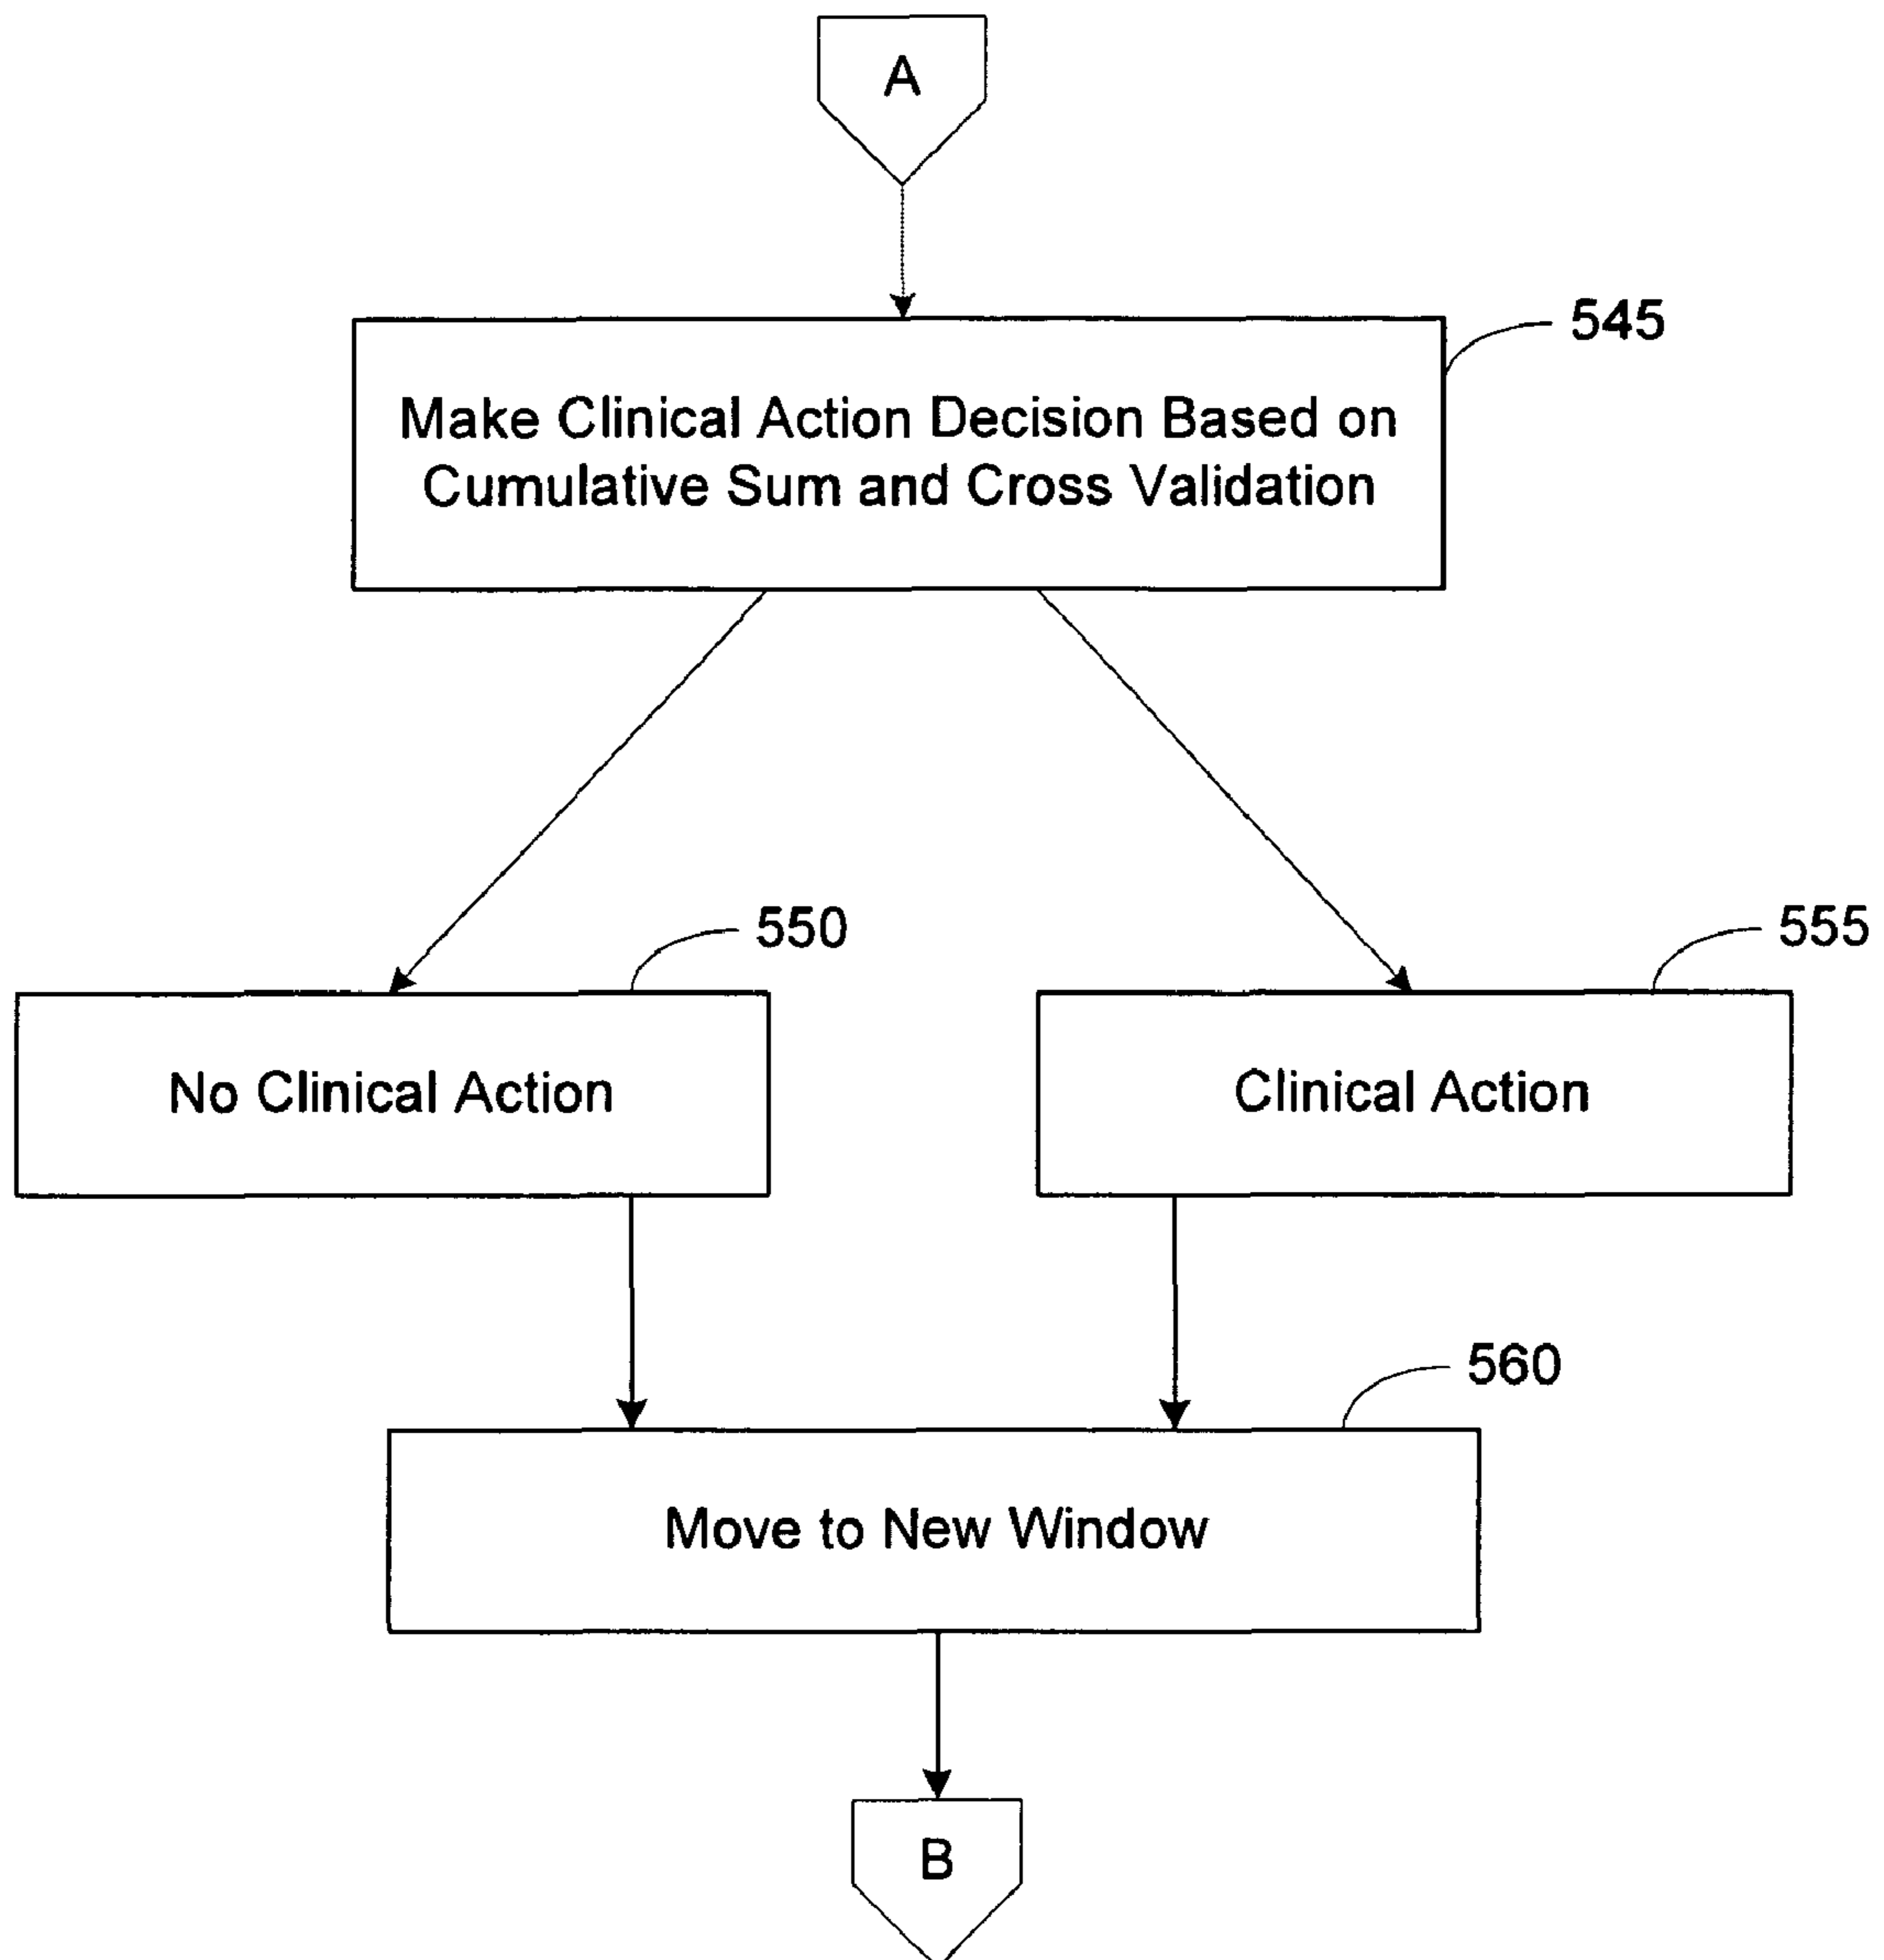 A
545
Make Clinical Action Decision Based on
Cumulative Sum and Cross Validation
550
555
No Clinical Action
Clinical Action
560
Move to New Window
B